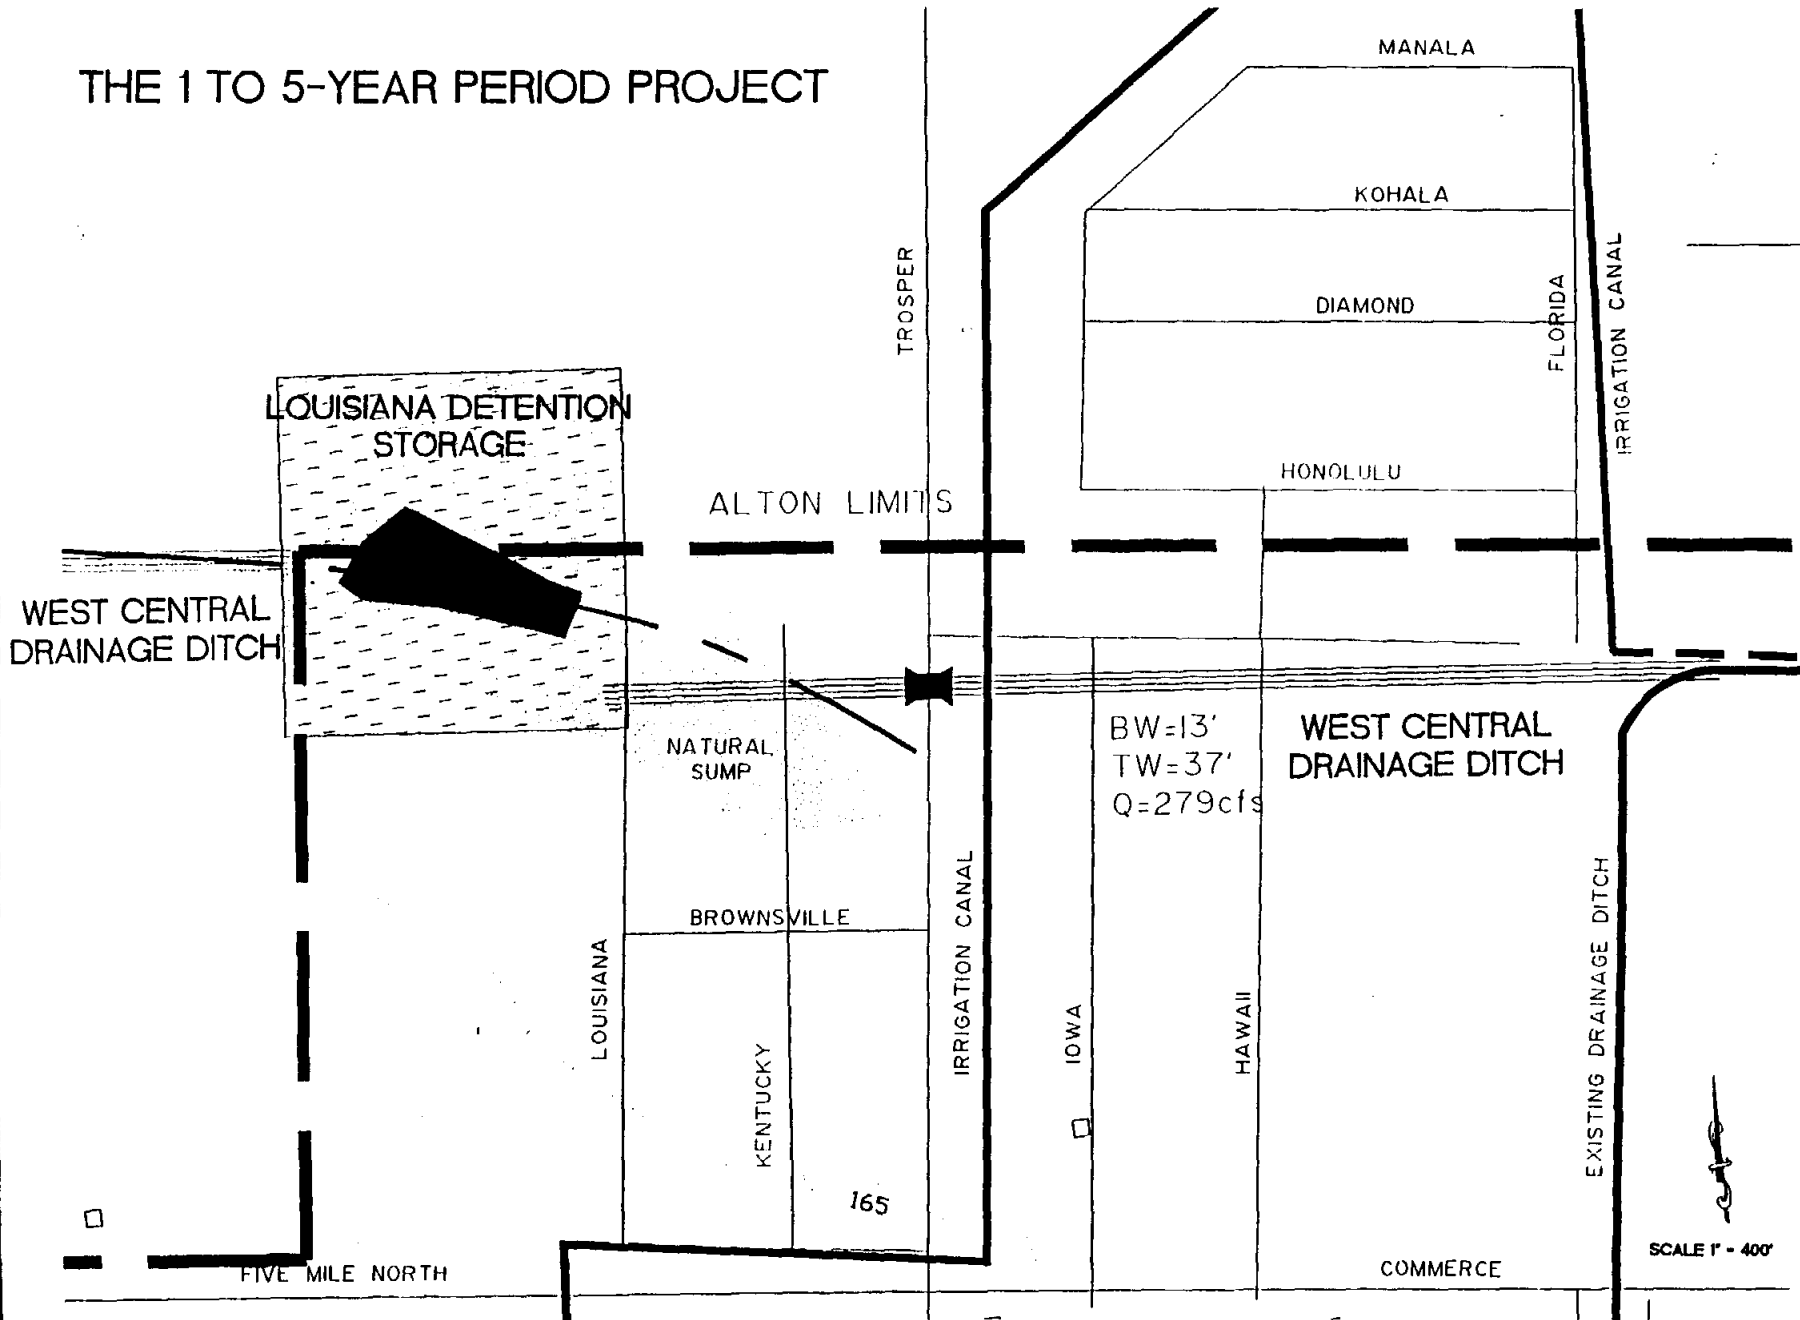 THE 1 TO 5-YEAR PERIOD PROJECT
MANALA
KOHALA
DIAMOND
HONOLULU
TROSPER
FLORIDA
IRRIGATION CANAL
LOUISIANA DETENTION
STORAGE
ALTON LIMITS
WEST CENTRAL
DRAINAGE DITCH
NATURAL
SUMP
BW=13'
TW=37'
Q=279cfs
WEST CENTRAL
DRAINAGE DITCH
BROWNSVILLE
LOUISIANA
KENTUCKY
IRRIGATION CANAL
IOWA
HAWAII
EXISTING DRAINAGE DITCH
165
SCALE 1" = 400'
FIVE MILE NORTH
COMMERCE